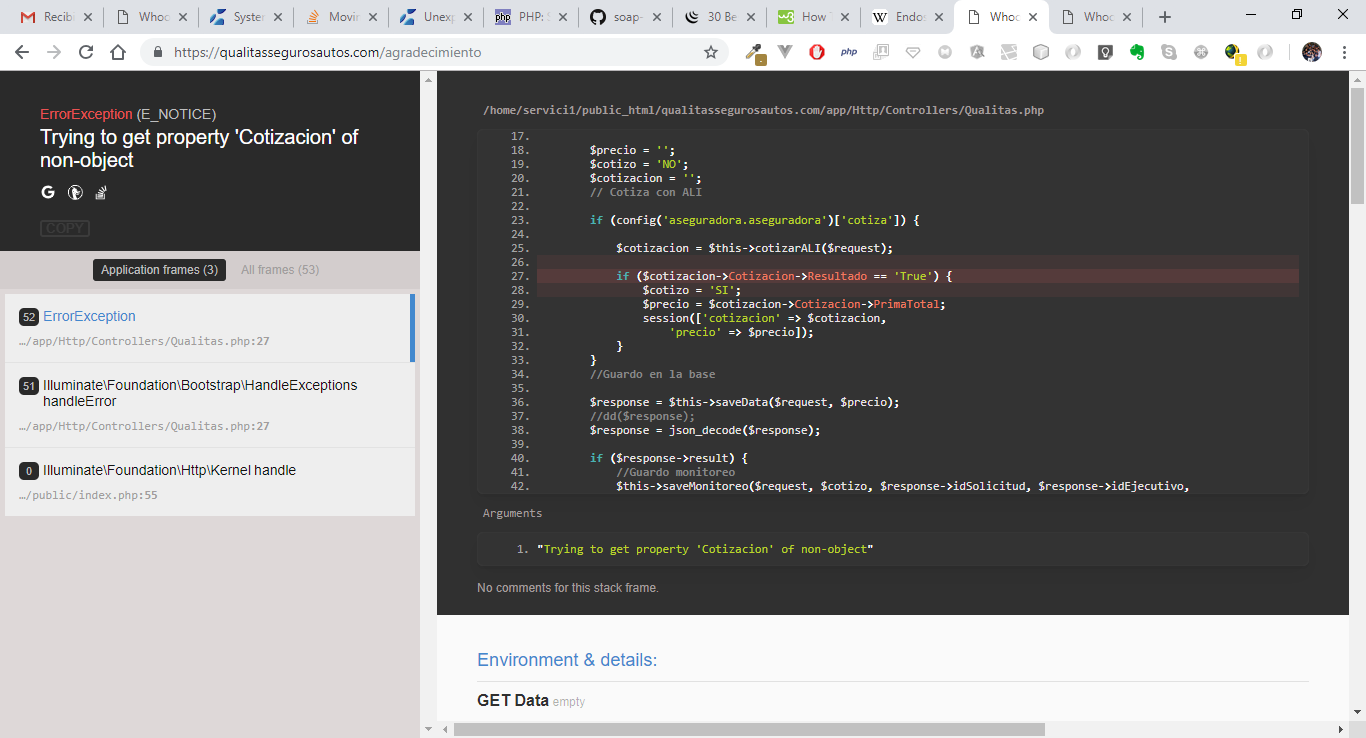 Recibi
Whoo
System
Movin
Unexp
php PHP: S
soap-
30 Be
w3 How T
W Endos
Whoo
Whoo
https://qualitassegurosautos.com/agradecimiento
php
ErrorException (E_NOTICE)
Trying to get property 'Cotizacion' of
non-object
COPY
Application frames (3) All frames (53)
52 ErrorException
…/app/Http/Controllers/Qualitas.php:27
51 Illuminate\Foundation\Bootstrap\HandleExceptions
handleError
…/app/Http/Controllers/Qualitas.php:27
0 Illuminate\Foundation\Http\Kernel handle
…/public/index.php:55
/home/servici1/public_html/qualitassegurosautos.com/app/Http/Controllers/Qualitas.php
17.
18. $precio = '';
19. $cotizo = 'NO';
20. $cotizacion = '';
21. // Cotiza con ALI
22.
23. if (config('aseguradora.aseguradora')['cotiza']) {
24.
25. $cotizacion = $this->cotizarALI($request);
26.
27. if ($cotizacion->Cotizacion->Resultado == 'True') {
28. $cotizo = 'SI';
29. $precio = $cotizacion->Cotizacion->PrimaTotal;
30. session(['cotizacion' => $cotizacion,
31. 'precio' => $precio]);
32. }
33. }
34. //Guardo en la base
35.
36. $response = $this->saveData($request, $precio);
37. //dd($response);
38. $response = json_decode($response);
39.
40. if ($response->result) {
41. //Guardo monitoreo
42. $this->saveMonitoreo($request, $cotizo, $response->idSolicitud, $response->idEjecutivo,
Arguments
1. "Trying to get property 'Cotizacion' of non-object"
No comments for this stack frame.
Environment & details:
GET Data empty